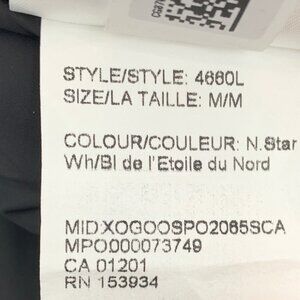 STYLE/STYLE: 4660L
SIZE/LA TAILLE: M/M
COLOUR/COULEUR: N.Star
Wh/Bl de l'Etoile du Nord
MID:XOGOOSPO2065SCA
MPO000073749
CA 01201
RN 153934